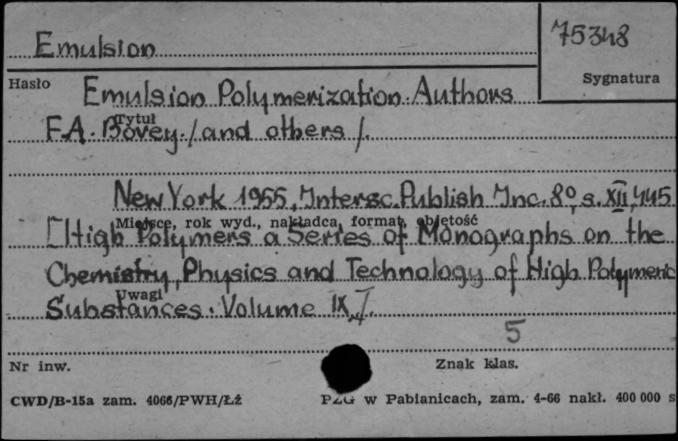 Emulsion
75348
Hasło
Sygnatura
Emulsion Polymerization. Authors
Tytuł
F.A. Bovey /and others/.
New York 1955, Intersc. Publish Inc. 8°, s. XII, 445
Miejsce, rok wyd., nakładca, format, objętość
[High Polymers a Series of Monographs on the
Chemistry, Physics and Technology of High Polymeric
Uwagi
Substances. Volume IX].
5
Nr inw.
Znak klas.
CWD/B-15a zam. 4066/PWH/Łź
PZG w Pabianicach, zam. 4-66 nakł. 400 000 s